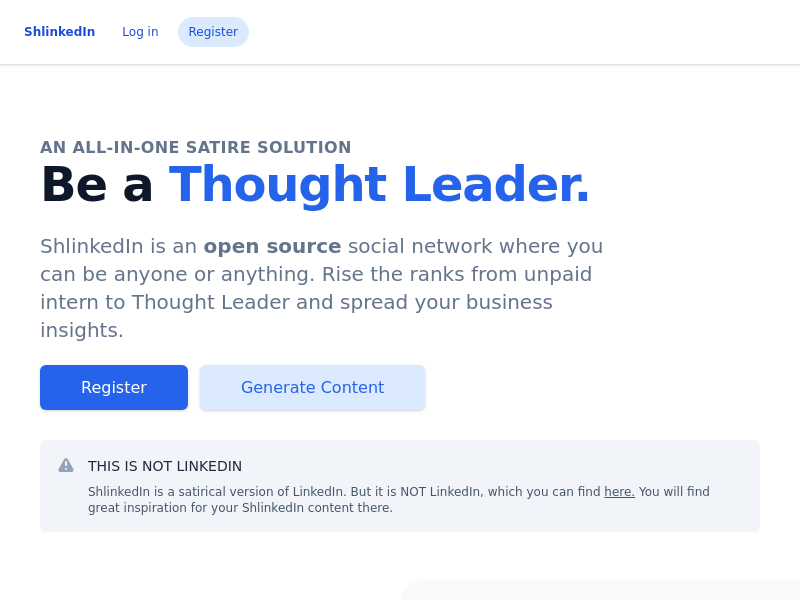 ShlinkedIn Log in Register
AN ALL-IN-ONE SATIRE SOLUTION
Be a Thought Leader.
ShlinkedIn is an open source social network where you
can be anyone or anything. Rise the ranks from unpaid
intern to Thought Leader and spread your business
insights.
Register Generate Content
THIS IS NOT LINKEDIN
ShlinkedIn is a satirical version of LinkedIn. But it is NOT LinkedIn, which you can find here. You will find
great inspiration for your ShlinkedIn content there.